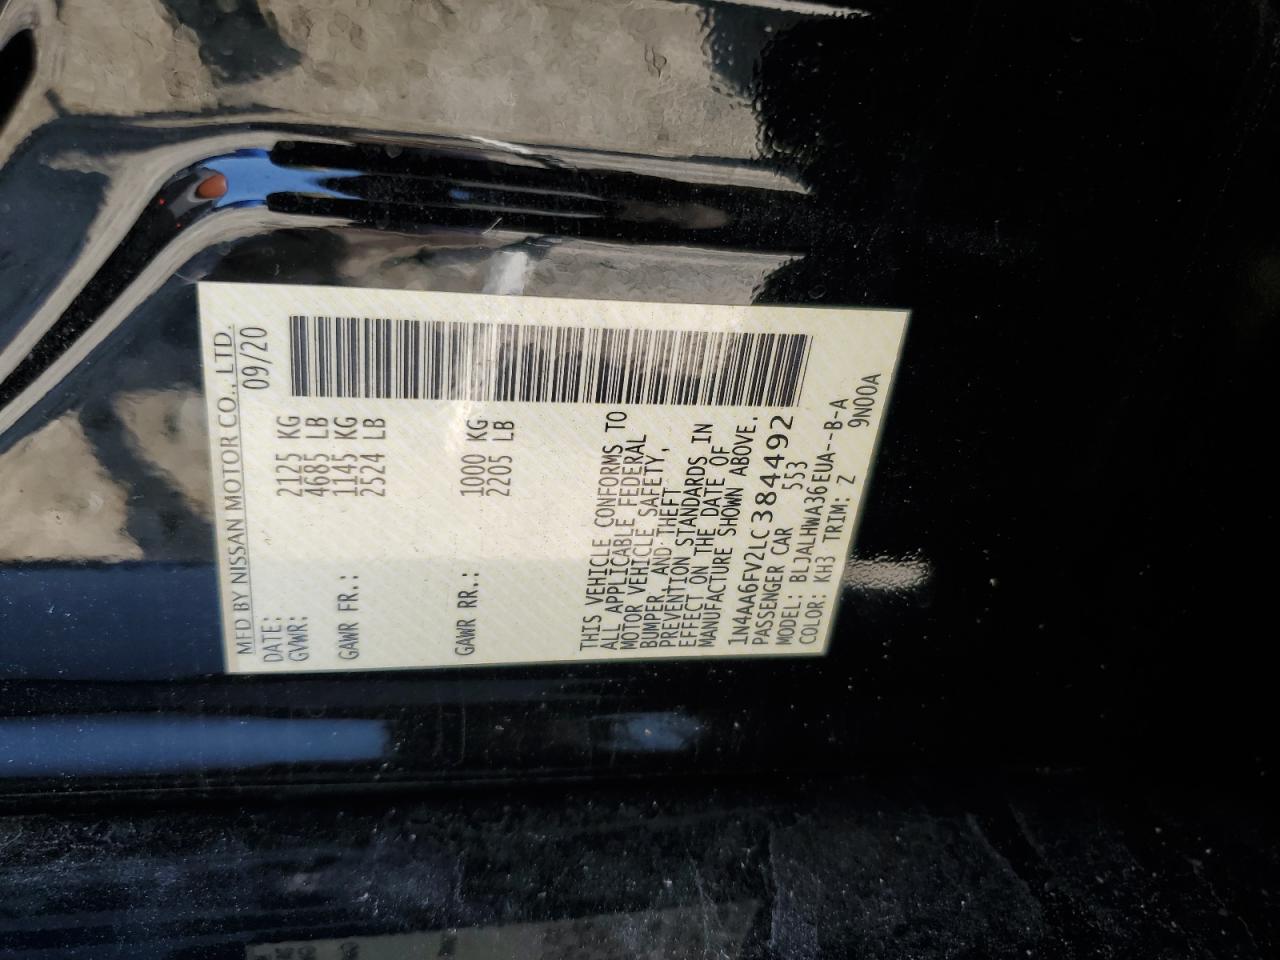 MFD BY NISSAN MOTOR CO., LTD.
DATE: 09/20
GVWR: 2125 KG
4685 LB
GAWR FR.: 1145 KG
2524 LB
GAWR RR.: 1000 KG
2205 LB
THIS VEHICLE CONFORMS TO
ALL APPLICABLE FEDERAL
MOTOR VEHICLE SAFETY,
BUMPER, AND THEFT
PREVENTION STANDARDS IN
EFFECT ON THE DATE OF
MANUFACTURE SHOWN ABOVE.
1N4AA6FV2LC384492
PASSENGER CAR 553
MODEL: BLJALHWA36EUA--B-A
COLOR: KH3 TRIM: Z 9N00A